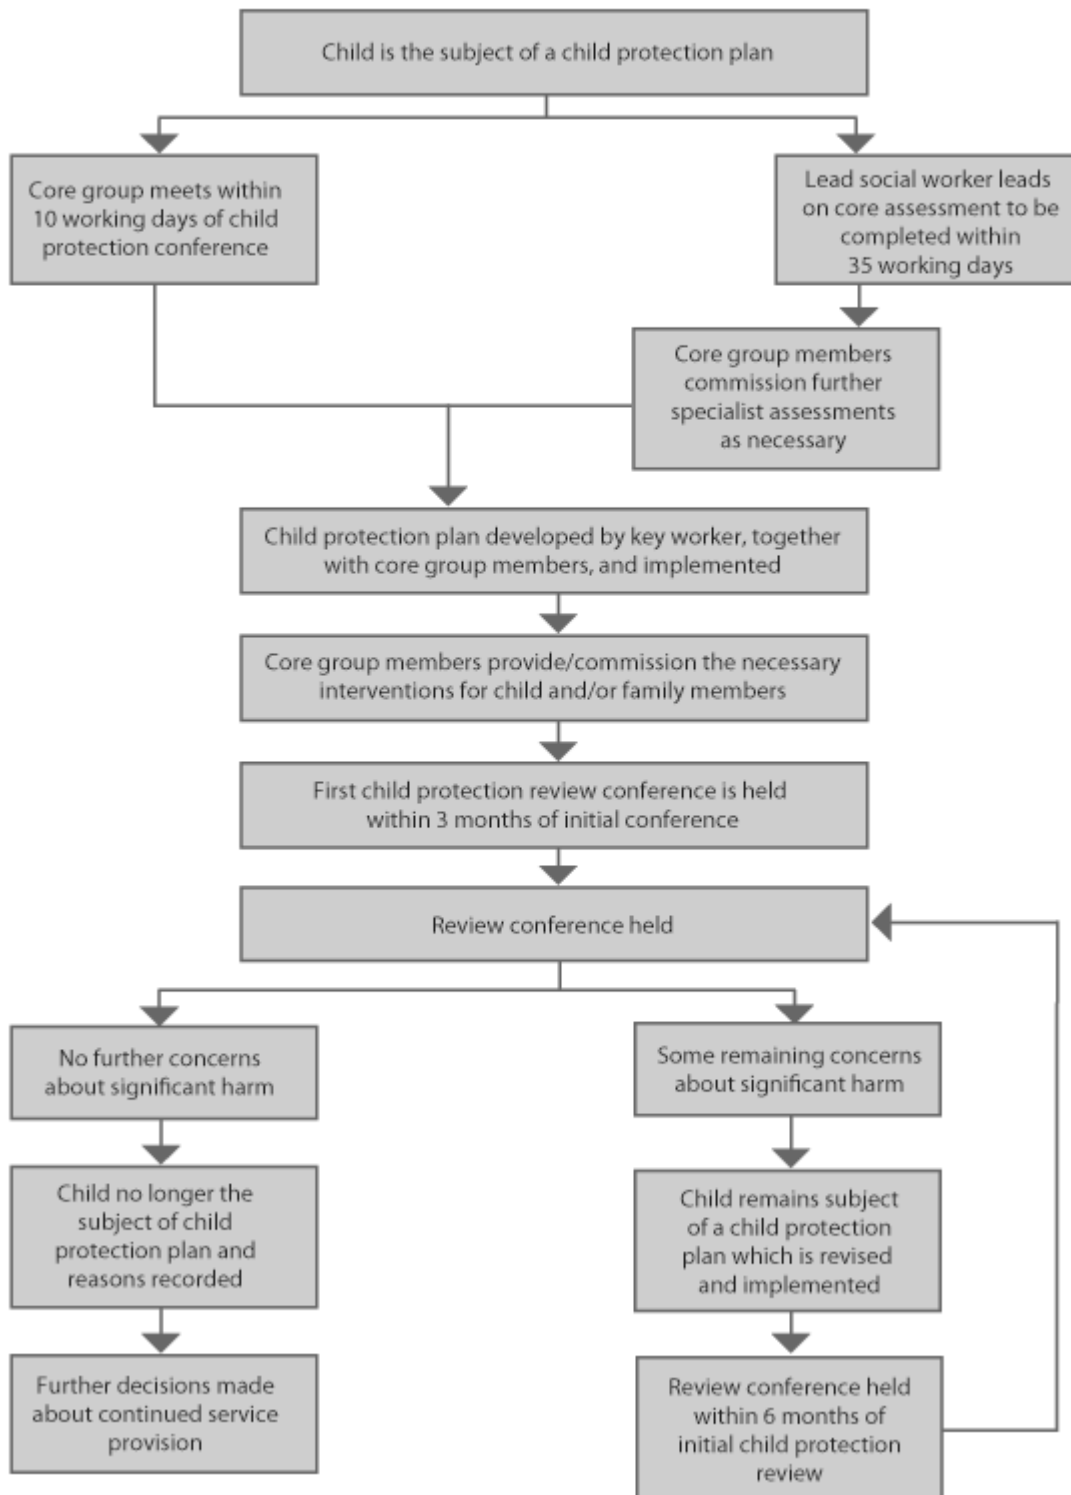 Child is the subject of a child protection plan
Core group meets within
10 working days of child
protection conference
Lead social worker leads
on core assessment to be
completed within
35 working days
Core group members
commission further
specialist assessments
as necessary
Child protection plan developed by key worker, together
with core group members, and implemented
Core group members provide/commission the necessary
interventions for child and/or family members
First child protection review conference is held
within 3 months of initial conference
Review conference held
No further concerns
about significant harm
Some remaining concerns
about significant harm
Child no longer the
subject of child
protection plan and
reasons recorded
Child remains subject
of a child protection
plan which is revised
and implemented
Further decisions made
about continued service
provision
Review conference held
within 6 months of
initial child protection
review